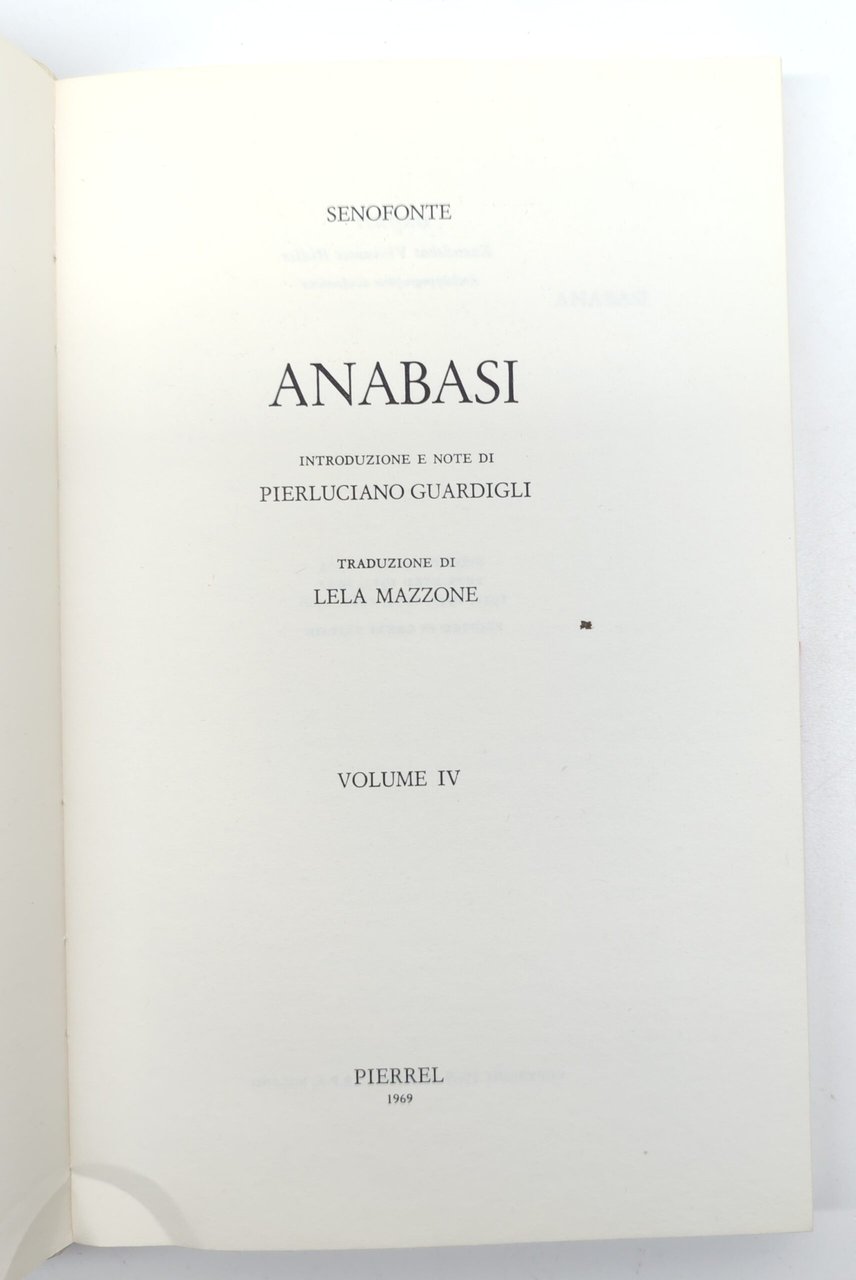 SENOFONTE
ANABASI
INTRODUZIONE E NOTE DI
PIERLUCIANO GUARDIGLI
TRADUZIONE DI
LELA MAZZONE
VOLUME IV
PIERREL
1969